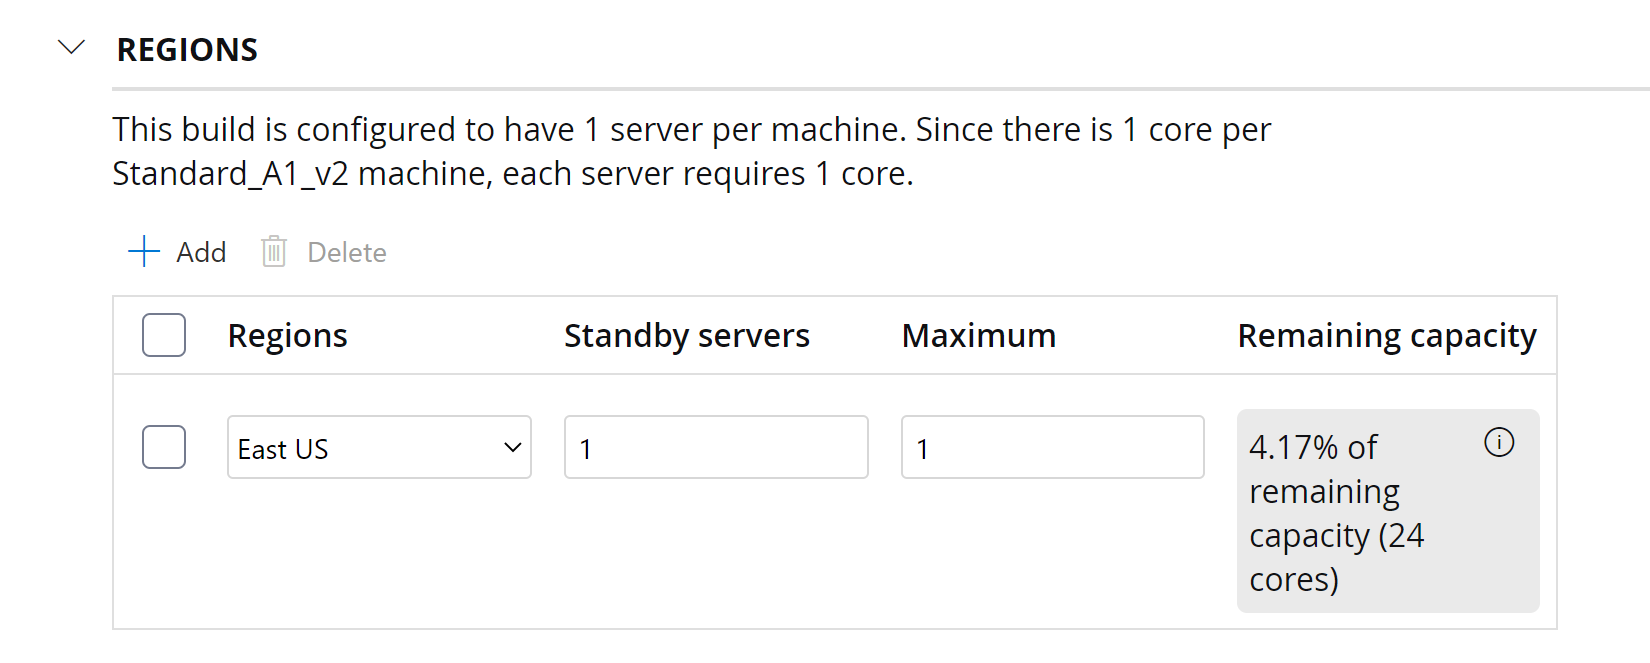 REGIONS
This build is configured to have 1 server per machine. Since there is 1 core per
Standard_A1_v2 machine, each server requires 1 core.
Add Delete
Regions Standby servers Maximum Remaining capacity
East US 1 1 4.17% of
remaining
capacity (24
cores)